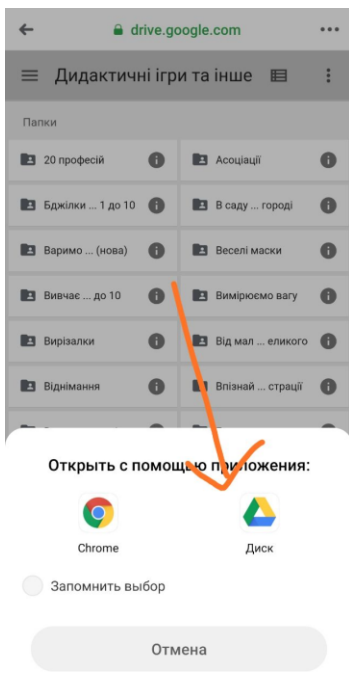 drive.google.com
Дидактичні ігри та інше
Папки
20 професій
Асоціації
Бджілки ... 1 до 10
В саду ... городі
Варимо ... (нова)
Веселі маски
Вивчає ... до 10
Вимірюємо вагу
Вирізалки
Від мал ... еликого
Віднімання
Впізнай ... страції
Открыть с помощью приложения:
Chrome
Диск
Запомнить выбор
Отмена